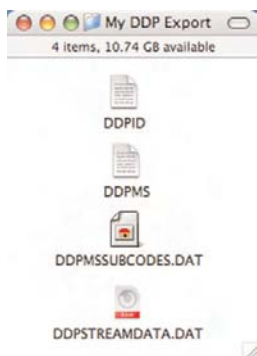 My DDP Export
4 items, 10.74 GB available
DDPID
DDPMS
DDPMSSUBCODES.DAT
DDPSTREAMDATA.DAT